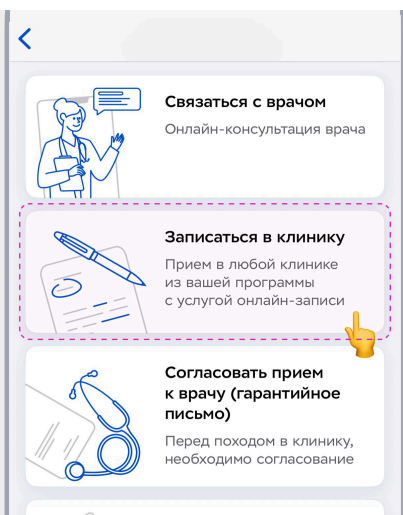 Связаться с врачом
Онлайн-консультация врача
Записаться в клинику
Прием в любой клинике
из вашей программы
с услугой онлайн-записи
Согласовать прием
к врачу (гарантийное
письмо)
Перед походом в клинику,
необходимо согласование